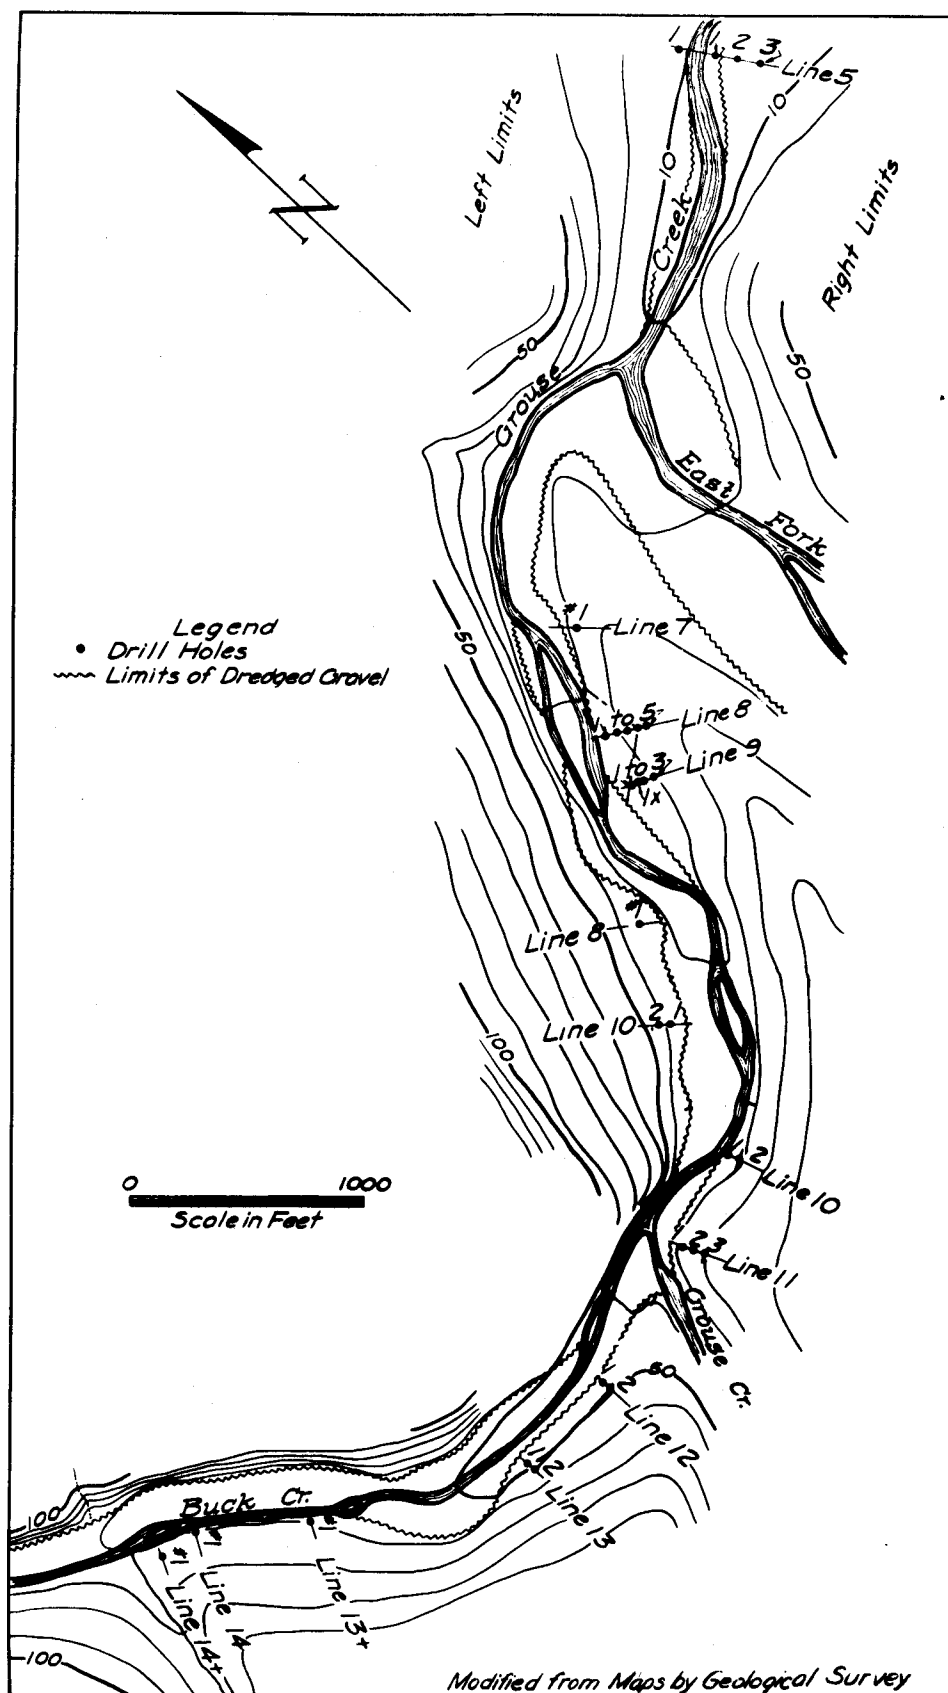 1 1 2 3
Line 5
10
10
Left Limits
Right Limits
Creek
50
50
Grouse
East
Fork
50
#1
Line 7
Legend
• Drill Holes
Limits of Dredged Gravel
1 to 5
Line 8
1 to 3
Line 9
1x
#1
Line 8
2 1
Line 10
100
0 1000
Scale in Feet
1 2
Line 10
2 3
Line 11
Grouse Cr.
50
1 2
Line 12
1 2
Line 13
100
Buck Cr.
#1
#1
#1
Line 13+
Line 14
Line 14+
100
Modified from Maps by Geological Survey